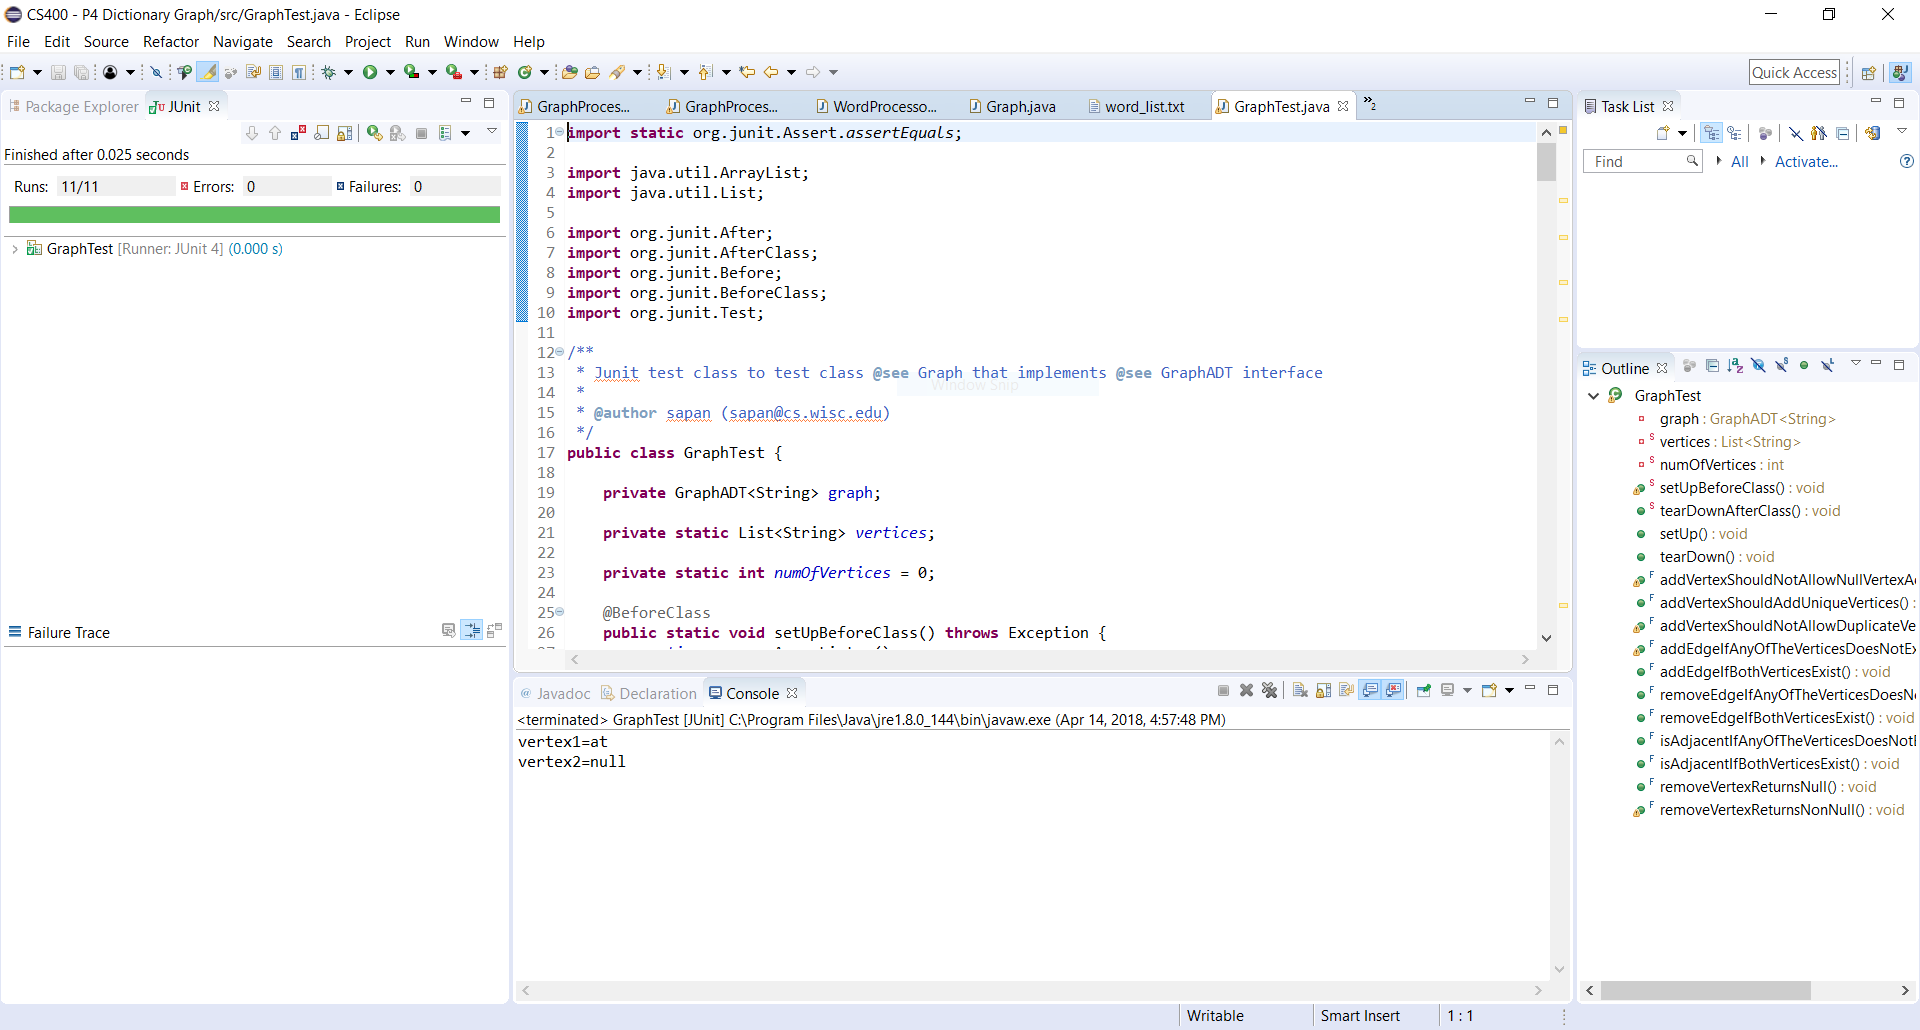 CS400 - P4 Dictionary Graph/src/GraphTest.java - Eclipse
File Edit Source Refactor Navigate Search Project Run Window Help
Quick Access
Package Explorer JUnit
Finished after 0.025 seconds
Runs: 11/11 Errors: 0 Failures: 0
GraphTest [Runner: JUnit 4] (0.000 s)
Failure Trace
GraphProces... GraphProces... WordProcesso... Graph.java word_list.txt GraphTest.java »2
1 import static org.junit.Assert.assertEquals;
2
3 import java.util.ArrayList;
4 import java.util.List;
5
6 import org.junit.After;
7 import org.junit.AfterClass;
8 import org.junit.Before;
9 import org.junit.BeforeClass;
10 import org.junit.Test;
11
12 /**
13 * Junit test class to test class @see Graph that implements @see GraphADT interface
14 *
Window Snip
15 * @author sapan (sapan@cs.wisc.edu)
16 */
17 public class GraphTest {
18
19 private GraphADT<String> graph;
20
21 private static List<String> vertices;
22
23 private static int numOfVertices = 0;
24
25 @BeforeClass
26 public static void setUpBeforeClass() throws Exception {
Javadoc Declaration Console
<terminated> GraphTest [JUnit] C:\Program Files\Java\jre1.8.0_144\bin\javaw.exe (Apr 14, 2018, 4:57:48 PM)
vertex1=at
vertex2=null
Task List
Find All Activate...
Outline
GraphTest
graph : GraphADT<String>
vertices : List<String>
numOfVertices : int
setUpBeforeClass() : void
tearDownAfterClass() : void
setUp() : void
tearDown() : void
addVertexShouldNotAllowNullVertexA
addVertexShouldAddUniqueVertices() :
addVertexShouldNotAllowDuplicateVe
addEdgeIfAnyOfTheVerticesDoesNotEx
addEdgeIfBothVerticesExist() : void
removeEdgeIfAnyOfTheVerticesDoesN
removeEdgeIfBothVerticesExist() : void
isAdjacentIfAnyOfTheVerticesDoesNotI
isAdjacentIfBothVerticesExist() : void
removeVertexReturnsNull() : void
removeVertexReturnsNonNull() : void
Writable Smart Insert 1 : 1